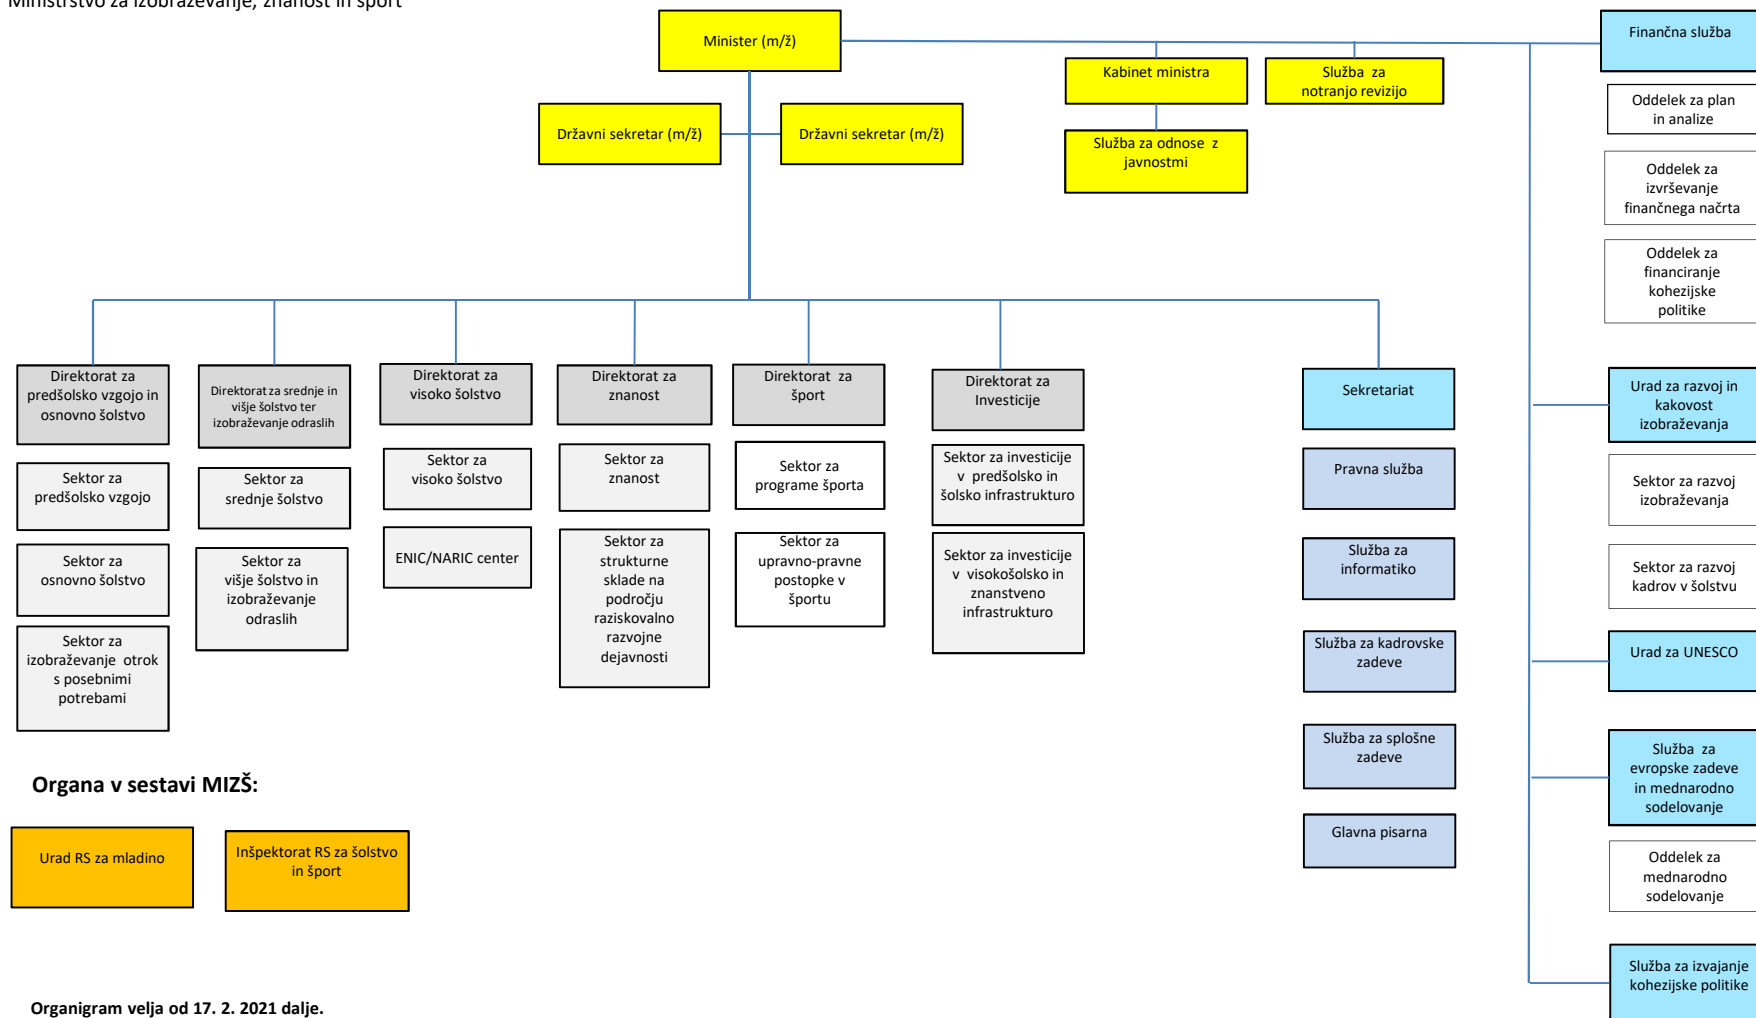 Ministrstvo za izobraževanje, znanost in šport
Minister (m/ž)
Državni sekretar (m/ž)
Državni sekretar (m/ž)
Kabinet ministra
Služba za
notranjo revizijo
Služba za odnose z
javnostmi
Finančna služba
Oddelek za plan
in analize
Oddelek za
izvrševanje
finančnega načrta
Oddelek za
financiranje
kohezijske
politike
Direktorat za
predšolsko vzgojo in
osnovno šolstvo
Sektor za
predšolsko vzgojo
Sektor za
osnovno šolstvo
Sektor za
izobraževanje otrok
s posebnimi
potrebami
Direktorat za srednje in
višje šolstvo ter
izobraževanje odraslih
Sektor za
srednje šolstvo
Sektor za
višje šolstvo in
izobraževanje
odraslih
Direktorat za
visoko šolstvo
Sektor za
visoko šolstvo
ENIC/NARIC center
Direktorat za
znanost
Sektor za
znanost
Sektor za
strukturne
sklade na
področju
raziskovalno
razvojne
dejavnosti
Direktorat za
šport
Sektor za
programe športa
Sektor za
upravno-pravne
postopke v
športu
Direktorat za
Investicije
Sektor za investicije
v predšolsko in
šolsko infrastrukturo
Sektor za investicije
v visokošolsko in
znanstveno
infrastrukturo
Sekretariat
Pravna služba
Služba za
informatiko
Služba za kadrovske
zadeve
Služba za splošne
zadeve
Glavna pisarna
Urad za razvoj in
kakovost
izobraževanja
Sektor za razvoj
izobraževanja
Sektor za razvoj
kadrov v šolstvu
Urad za UNESCO
Služba za
evropske zadeve
in mednarodno
sodelovanje
Oddelek za
mednarodno
sodelovanje
Služba za izvajanje
kohezijske politike
Organa v sestavi MIZŠ:
Urad RS za mladino
Inšpektorat RS za šolstvo
in šport
Organigram velja od 17. 2. 2021 dalje.